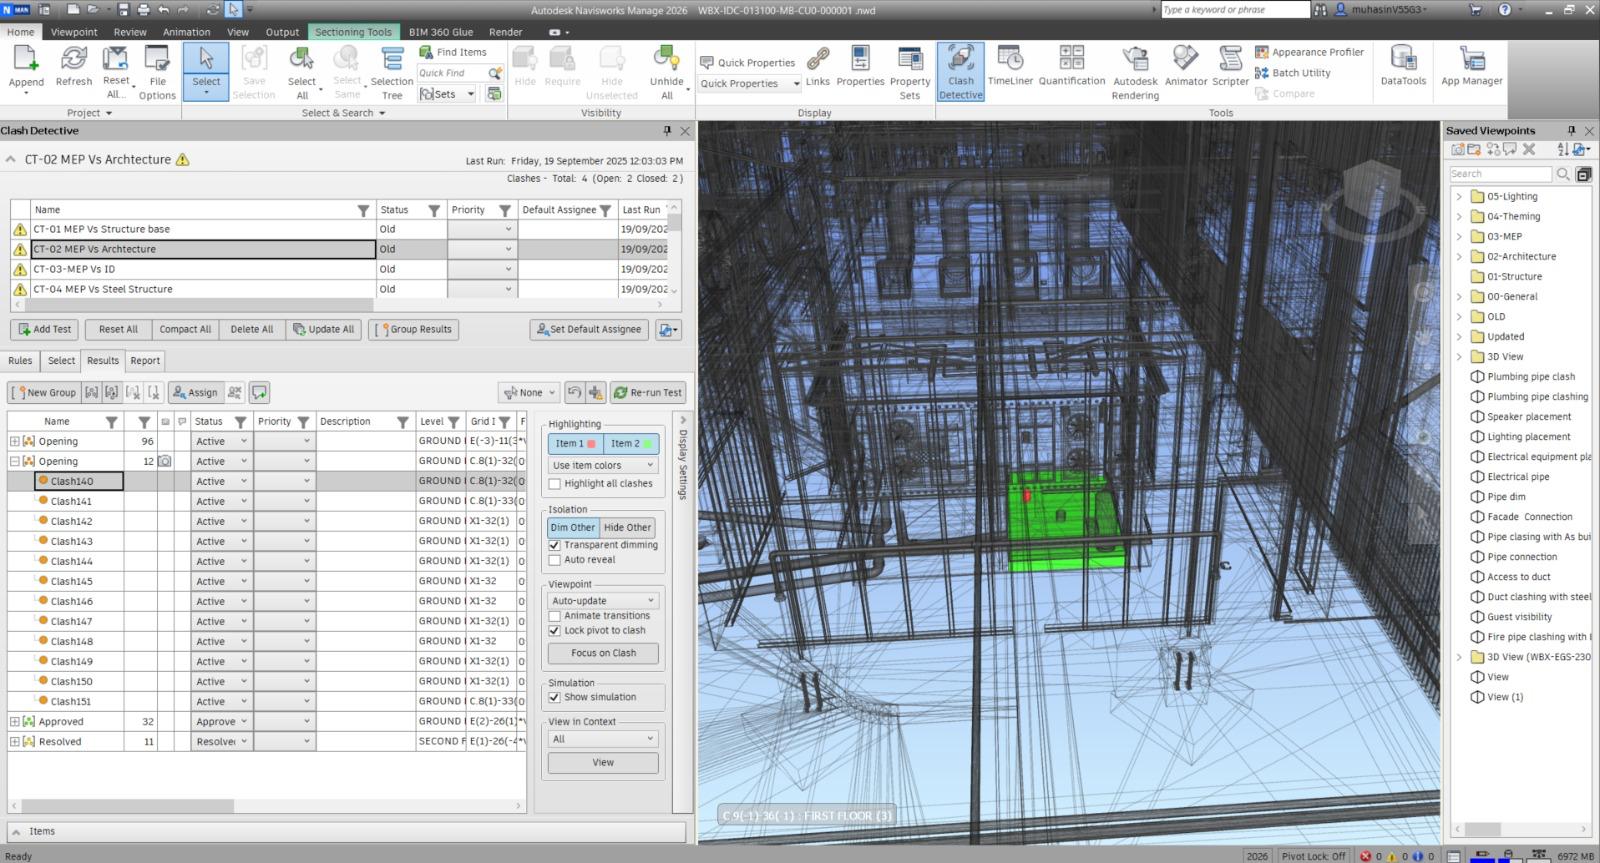 N MAN
Autodesk Navisworks Manage 2026 WBX-IDC-013100-MB-CU0-000001 .nwd
Type a keyword or phrase
muhasinV55G3
Home Viewpoint Review Animation View Output Sectioning Tools BIM 360 Glue Render
Append
Refresh
Reset All...
File Options
Select
Save Selection
Select All
Select Same
Selection Tree
Find Items
Quick Find
Sets
Hide
Require
Hide Unselected
Unhide All
Quick Properties
Quick Properties
Links
Properties
Property Sets
Clash Detective
TimeLiner
Quantification
Autodesk Rendering
Animator
Scripter
Appearance Profiler
Batch Utility
Compare
DataTools
App Manager
Project
Select & Search
Visibility
Display
Tools
Clash Detective
CT-02 MEP Vs Archtecture
Last Run: Friday, 19 September 2025 12:03:03 PM
Clashes - Total: 4 (Open: 2 Closed: 2)
Name Status Priority Default Assignee Last Run
CT-01 MEP Vs Structure base Old 19/09/202
CT-02 MEP Vs Archtecture Old 19/09/202
CT-03-MEP Vs ID Old 19/09/202
CT-04 MEP Vs Steel Structure Old 19/09/202
Add Test Reset All Compact All Delete All Update All Group Results Set Default Assignee
Rules Select Results Report
New Group Assign None Re-run Test
Name Status Priority Description Level Grid I F
Opening 96 Active GROUND E(-3)-11(3
Opening 12 Active GROUND C.8(1)-32(
Clash140 Active GROUND C.8(1)-32(
Clash141 Active GROUND C.8(1)-33(
Clash142 Active GROUND X1-32(1)
Clash143 Active GROUND X1-32(1)
Clash144 Active GROUND X1-32(1)
Clash145 Active GROUND X1-32
Clash146 Active GROUND X1-32
Clash147 Active GROUND X1-32(1)
Clash148 Active GROUND X1-32
Clash149 Active GROUND X1-32(1)
Clash150 Active GROUND X1-32(1)
Clash151 Active GROUND C.8(1)-33(
Approved 32 Approve GROUND E(2)-26(1)
Resolved 11 Resolve SECOND F E(1)-26(-4
Highlighting
Item 1 Item 2
Use item colors
Highlight all clashes
Isolation
Dim Other Hide Other
Transparent dimming
Auto reveal
Viewpoint
Auto-update
Animate transitions
Lock pivot to clash
Focus on Clash
Simulation
Show simulation
View in Context
All
View
Display Settings
Items
C.9(-1)-36(-1) : FIRST FLOOR (3)
Saved Viewpoints
Search
05-Lighting
04-Theming
03-MEP
02-Architecture
01-Structure
00-General
OLD
Updated
3D View
Plumbing pipe clash
Plumbing pipe clashing
Speaker placement
Lighting placement
Electrical equipment pla
Electrical pipe
Pipe dim
Facade Connection
Pipe clasing with As bui
Pipe connection
Access to duct
Duct clashing with steel
Guest visibility
Fire pipe clashing with
3D View (WBX-EGS-230
View
View (1)
Ready
2026 Pivot Lock: Off 0 0 0 6972 MB